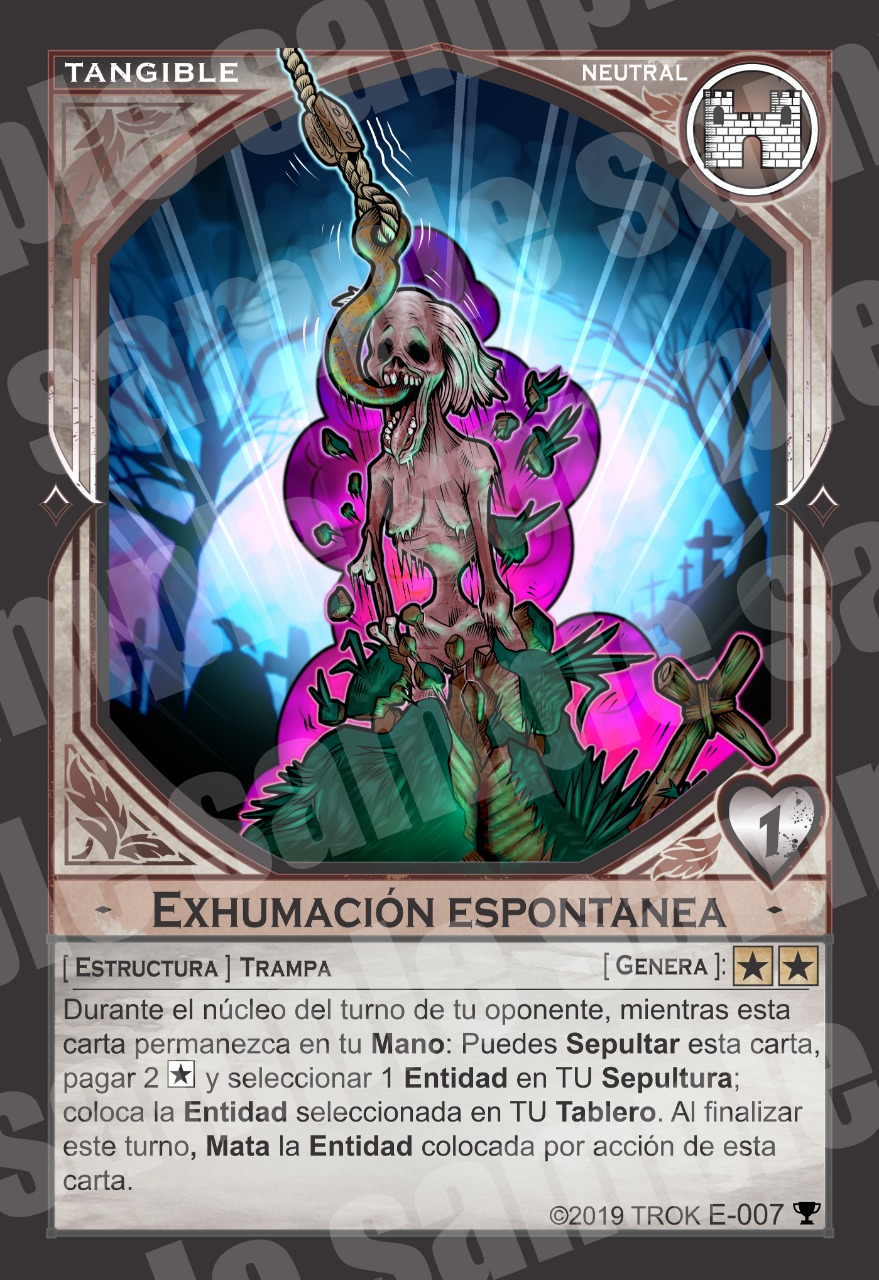 TANGIBLE
NEUTRAL
1
EXHUMACIÓN ESPONTANEA
[ ESTRUCTURA ] TRAMPA
[ GENERA ]: ★ ★
Durante el núcleo del turno de tu oponente, mientras esta
carta permanezca en tu Mano: Puedes Sepultar esta carta,
pagar 2 ★ y seleccionar 1 Entidad en TU Sepultura;
coloca la Entidad seleccionada en TU Tablero. Al finalizar
este turno, Mata la Entidad colocada por acción de esta
carta.
©2019 TROK E-007
sample sample sample